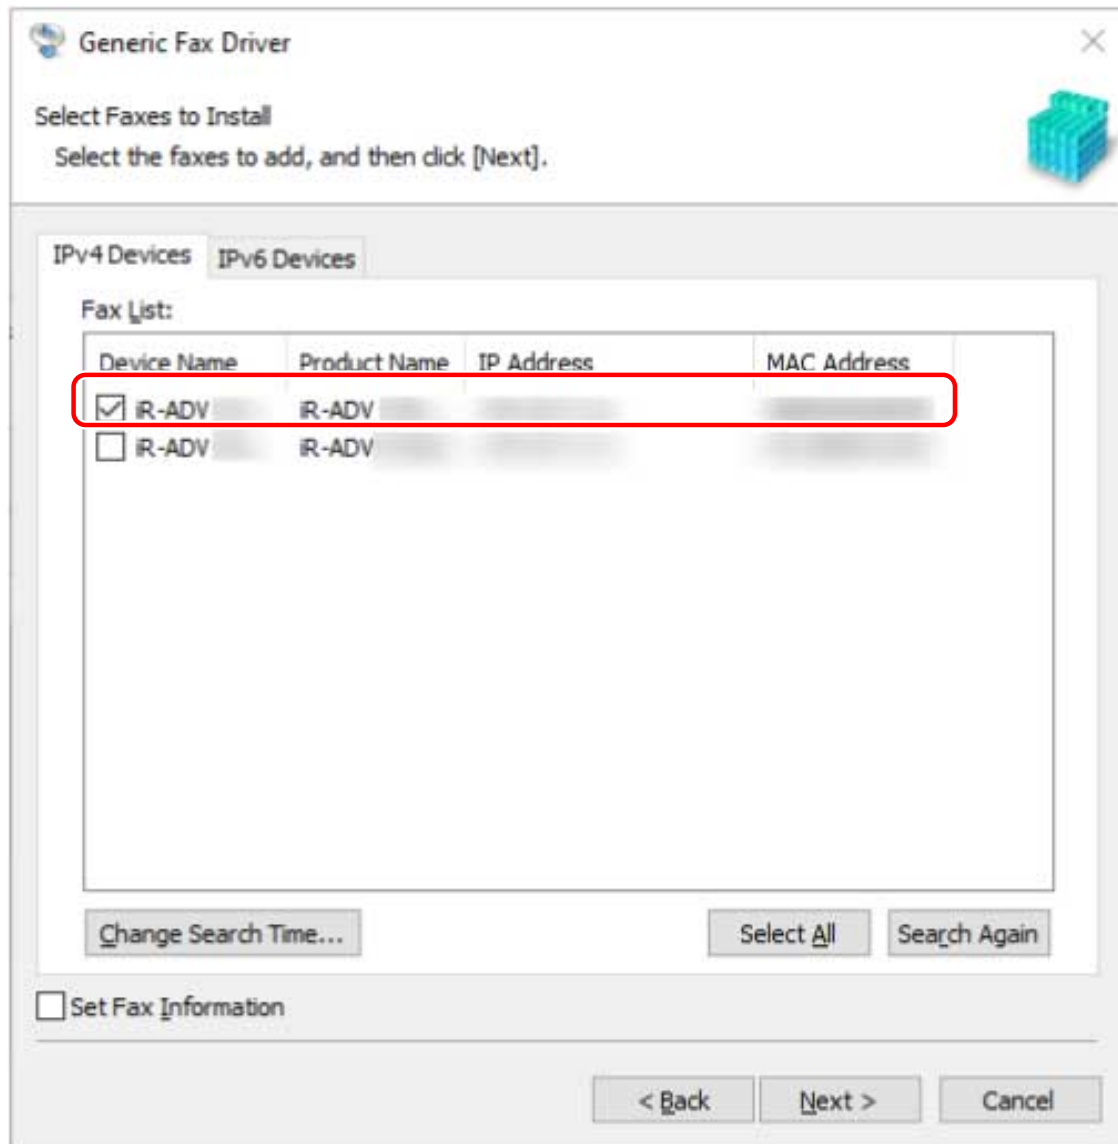 Generic Fax Driver
Select Faxes to Install
Select the faxes to add, and then click [Next].
IPv4 Devices IPv6 Devices
Fax List:
Device Name Product Name IP Address MAC Address
iR-ADV iR-ADV
iR-ADV iR-ADV
Change Search Time... Select All Search Again
Set Fax Information
< Back Next > Cancel